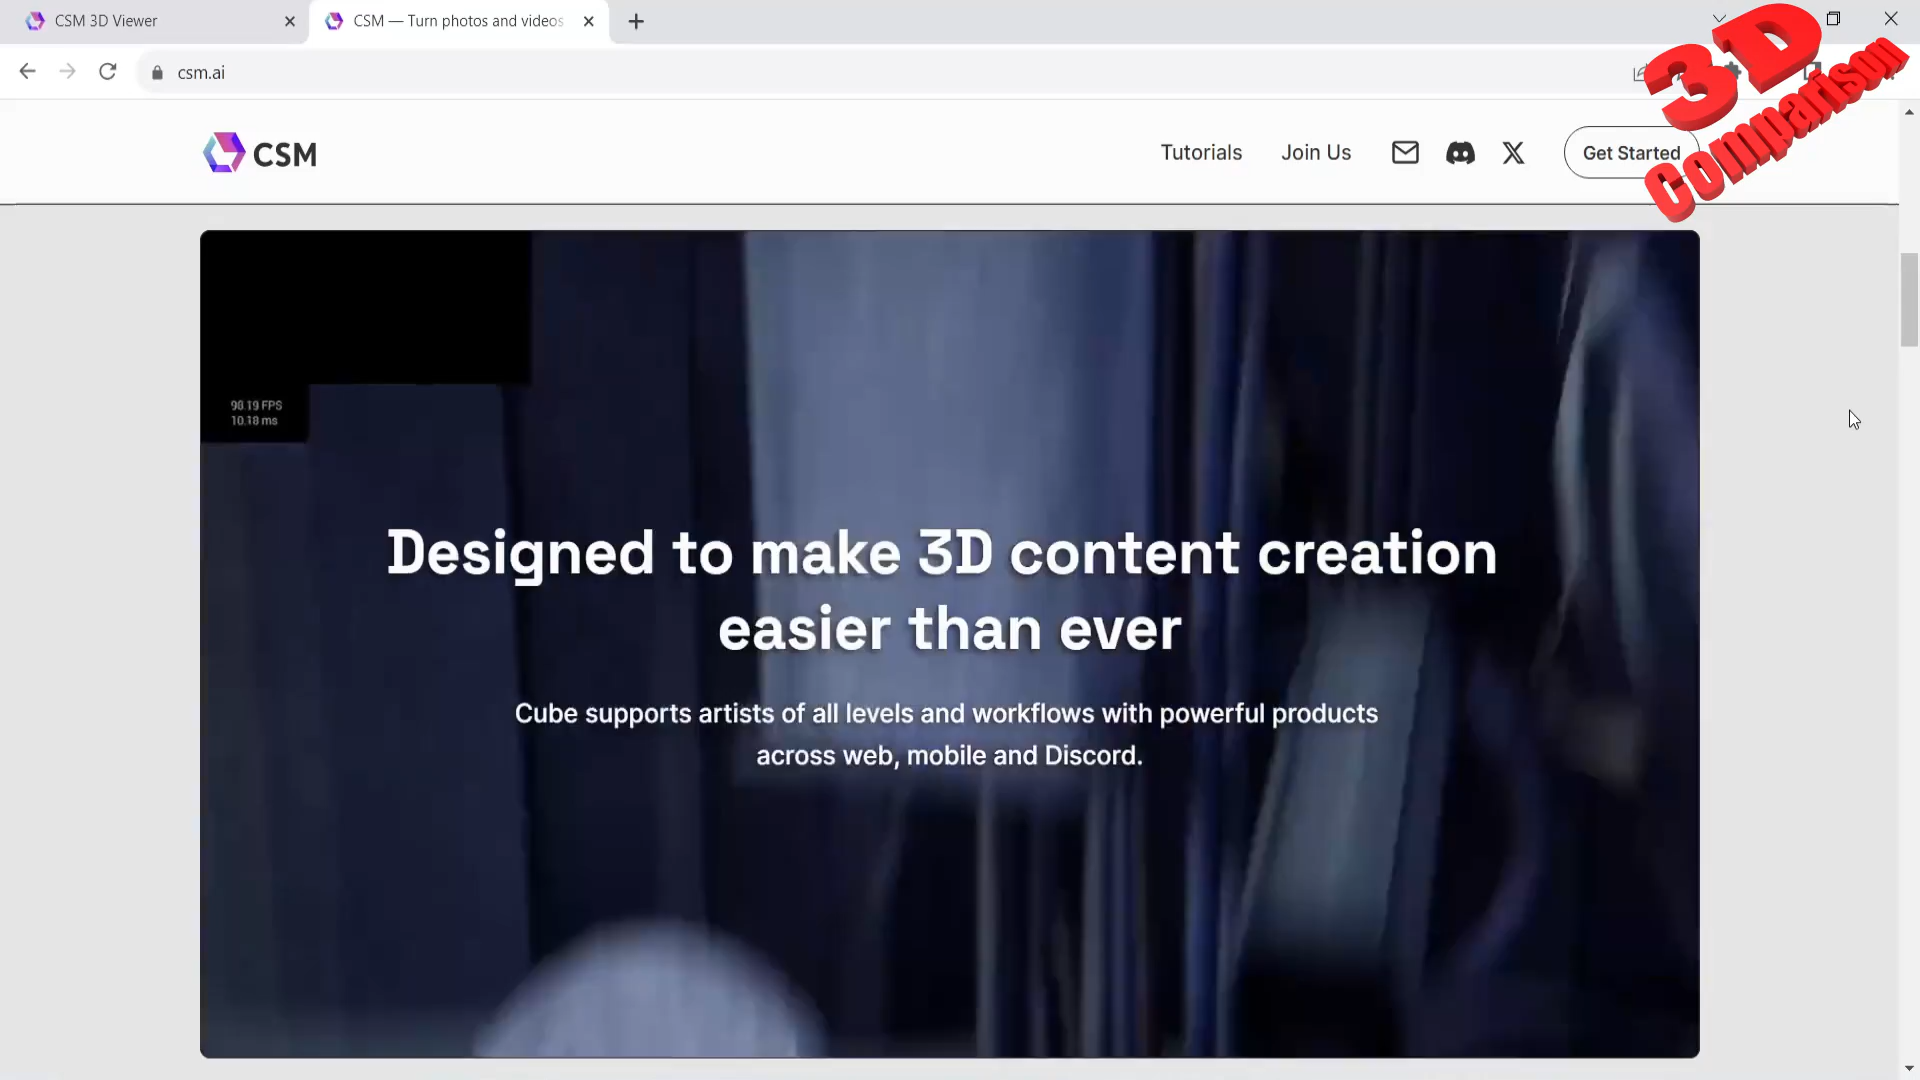 CSM 3D Viewer
CSM — Turn photos and videos
csm.ai
3D
Comparison
CSM
Tutorials
Join Us
Get Started
98.19 FPS
10.18 ms
Designed to make 3D content creation
easier than ever
Cube supports artists of all levels and workflows with powerful products
across web, mobile and Discord.